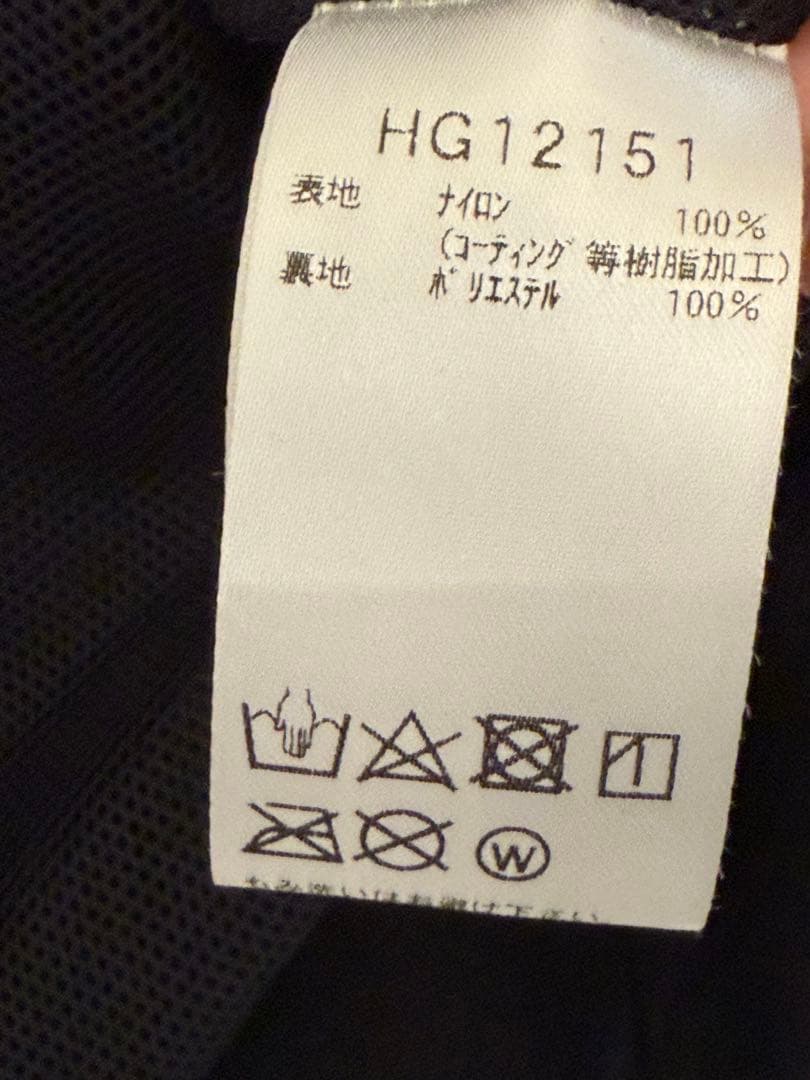 HG12151
表地 ナイロン 100%
(コーティング等樹脂加工)
裏地 ポリエステル 100%
W